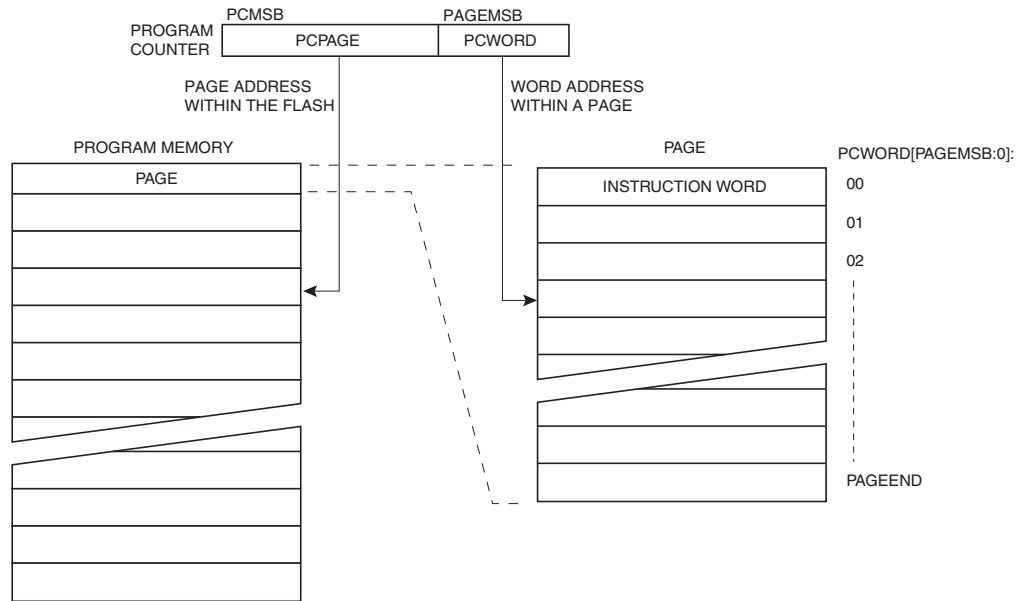 PCMSB
PAGEMSB
PROGRAM
COUNTER
PCPAGE
PCWORD
PAGE ADDRESS
WITHIN THE FLASH
WORD ADDRESS
WITHIN A PAGE
PROGRAM MEMORY
PAGE
PAGE
PCWORD[PAGEMSB:0]:
INSTRUCTION WORD
00
01
02
PAGEEND